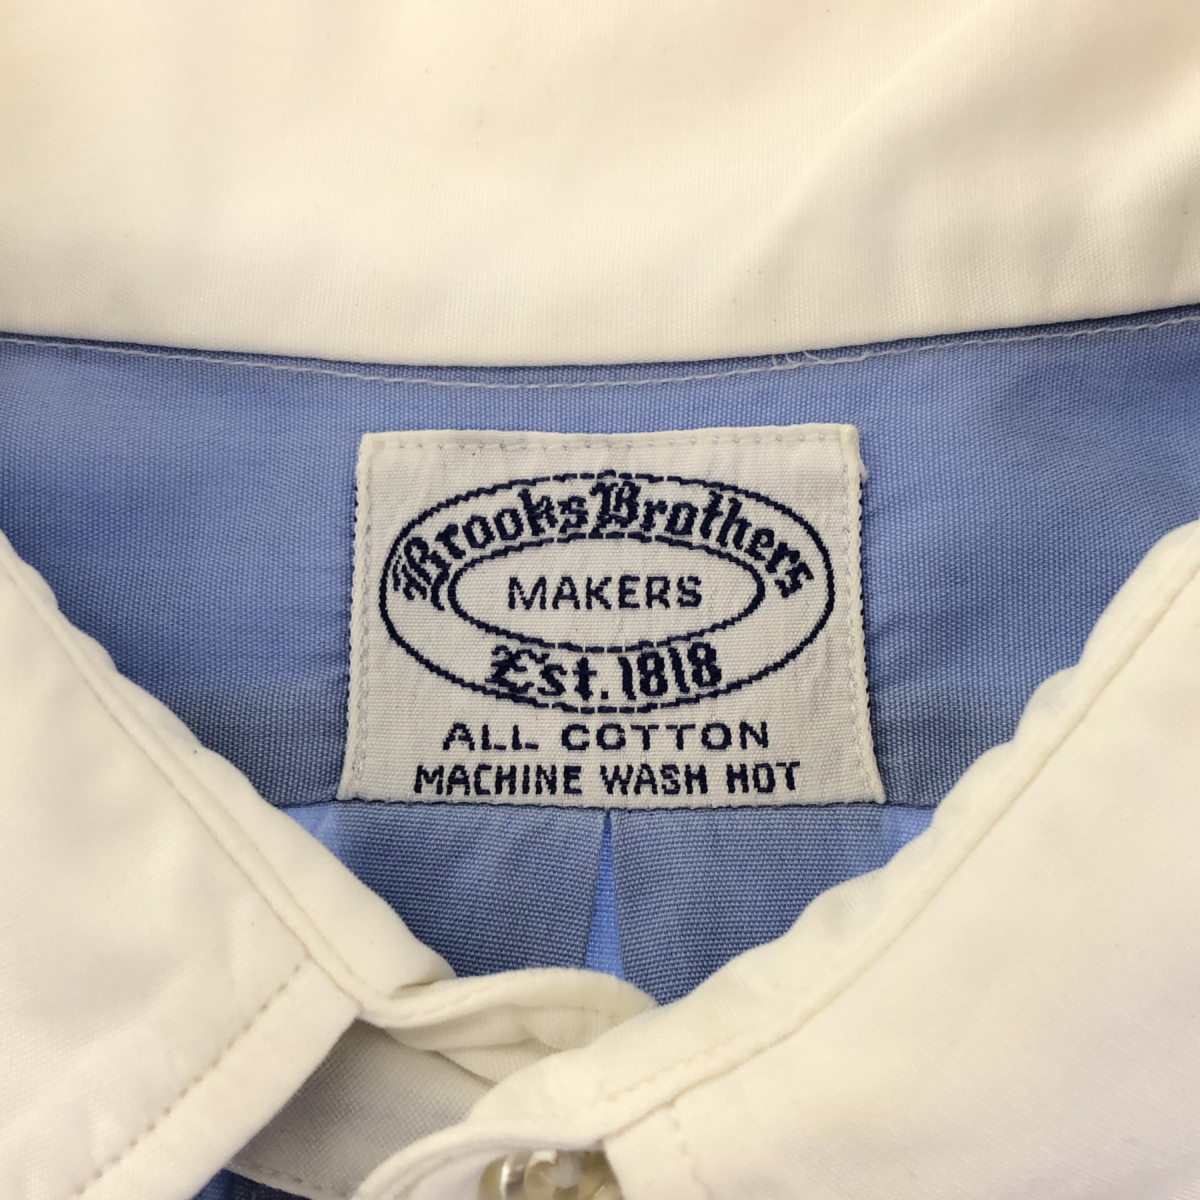 Brooks Brothers
MAKERS
Est. 1818
ALL COTTON
MACHINE WASH HOT